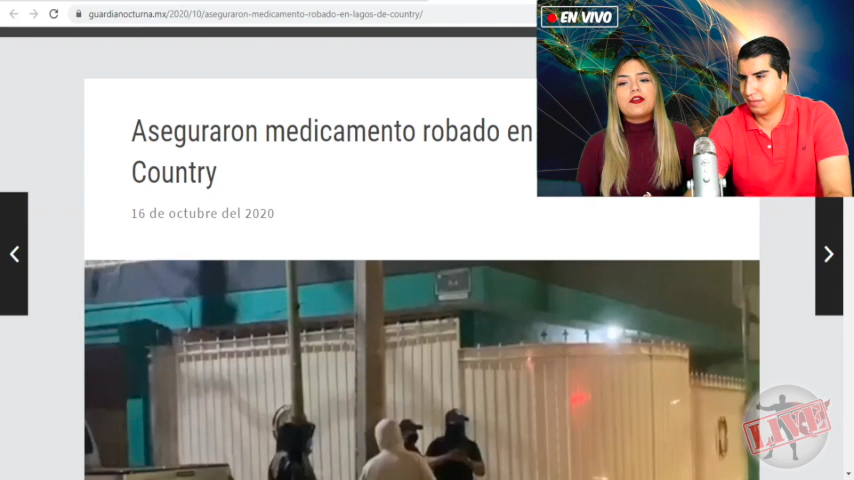 guardianocturna.mx/2020/10/aseguraron-medicamento-robado-en-lagos-de-country/
EN VIVO
Aseguraron medicamento robado en
Country
16 de octubre del 2020
LIVE